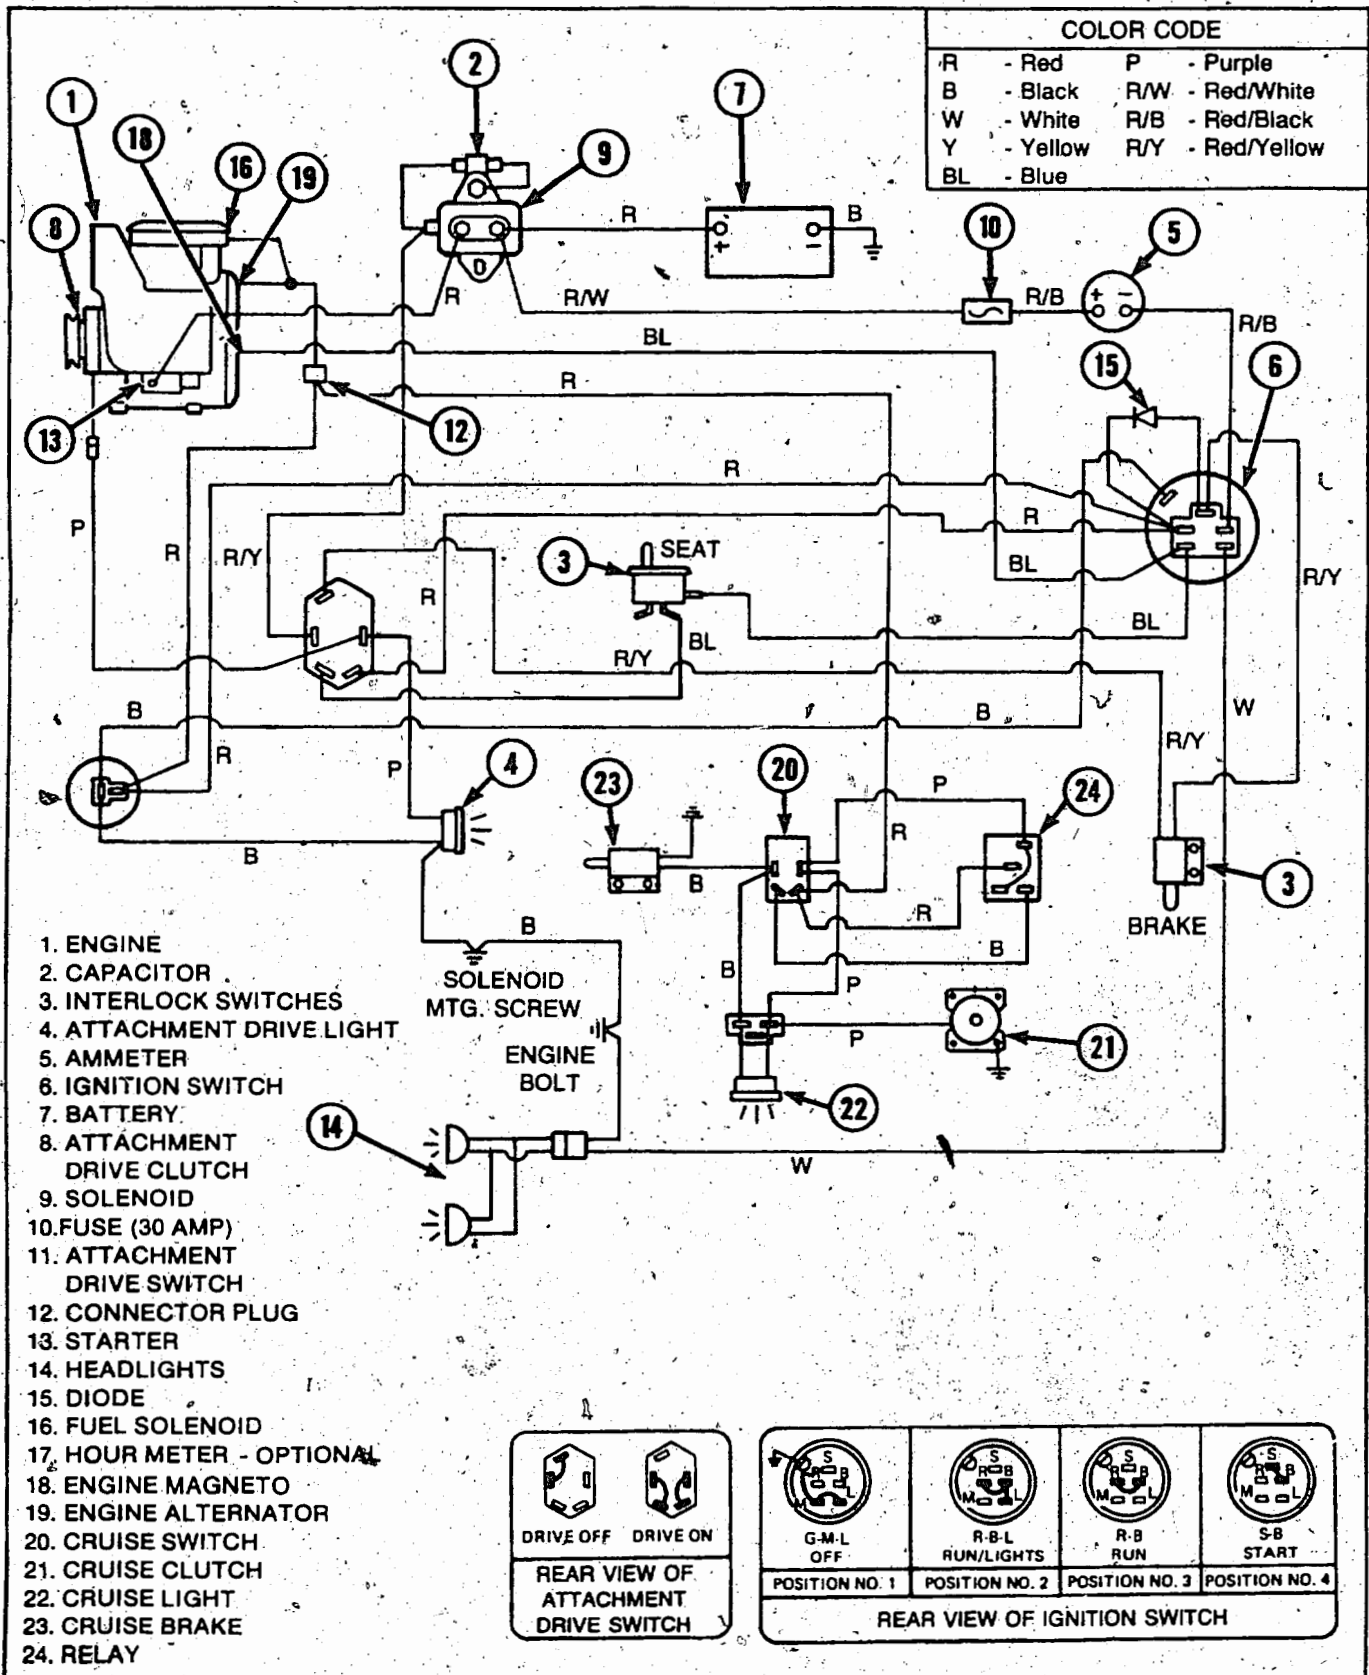 COLOR CODE
R - Red P - Purple
B - Black R/W - Red/White
W - White R/B - Red/Black
Y - Yellow R/Y - Red/Yellow
BL - Blue
2
7
1
18
16
9
19
8
10
5
R
B
+
-
D
R
R/W
R/B
+ -
R/B
BL
15
6
R
13
12
R
P
R
R/Y
R
3
SEAT
R
BL
R/Y
BL
BL
R/Y
B
B
W
R
R/Y
P
4
23
20
P
24
R
B
B
3
R
BRAKE
B
B
SOLENOID
MTG. SCREW
B
P
ENGINE
BOLT
P
21
22
14
W
1. ENGINE
2. CAPACITOR
3. INTERLOCK SWITCHES
4. ATTACHMENT DRIVE LIGHT
5. AMMETER
6. IGNITION SWITCH
7. BATTERY
8. ATTACHMENT
DRIVE CLUTCH
9. SOLENOID
10. FUSE (30 AMP)
11. ATTACHMENT
DRIVE SWITCH
12. CONNECTOR PLUG
13. STARTER
14. HEADLIGHTS
15. DIODE
16. FUEL SOLENOID
17. HOUR METER - OPTIONAL
18. ENGINE MAGNETO
19. ENGINE ALTERNATOR
20. CRUISE SWITCH
21. CRUISE CLUTCH
22. CRUISE LIGHT
23. CRUISE BRAKE
24. RELAY
DRIVE OFF DRIVE ON
REAR VIEW OF
ATTACHMENT
DRIVE SWITCH
S R B M L
S R B M L
S R B M L
S B M L
G-M-L R-B-L R-B S-B
OFF RUN/LIGHTS RUN START
POSITION NO. 1 POSITION NO. 2 POSITION NO. 3 POSITION NO. 4
REAR VIEW OF IGNITION SWITCH